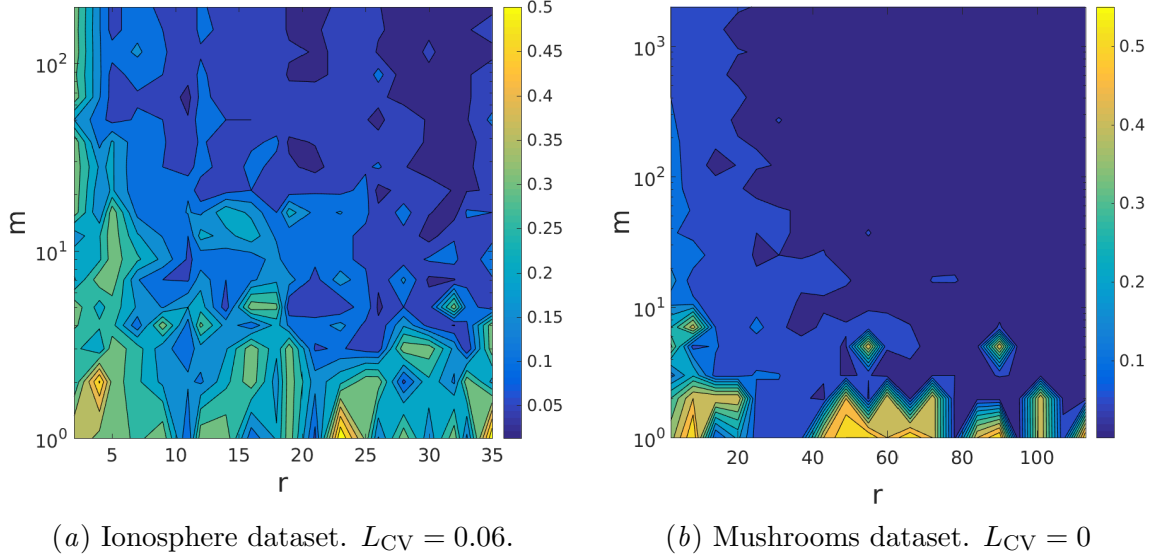 0.5
0.45
0.4
0.35
0.3
0.25
0.2
0.15
0.1
0.05
10²
10¹
10⁰
m
5 10 15 20 25 30 35
r
0.5
0.4
0.3
0.2
0.1
10³
10²
10¹
10⁰
m
20 40 60 80 100
r
(a) Ionosphere dataset. L_CV = 0.06.
(b) Mushrooms dataset. L_CV = 0